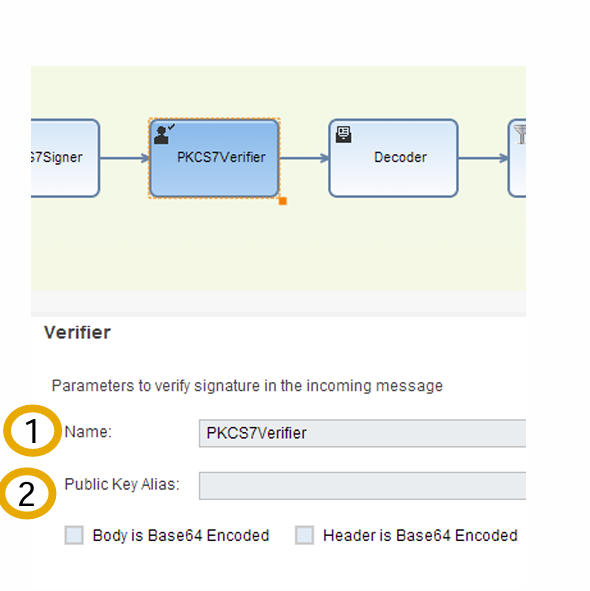 S7Signer PKCS7Verifier Decoder
Verifier
Parameters to verify signature in the incoming message
1 Name: PKCS7Verifier
2 Public Key Alias:
Body is Base64 Encoded Header is Base64 Encoded